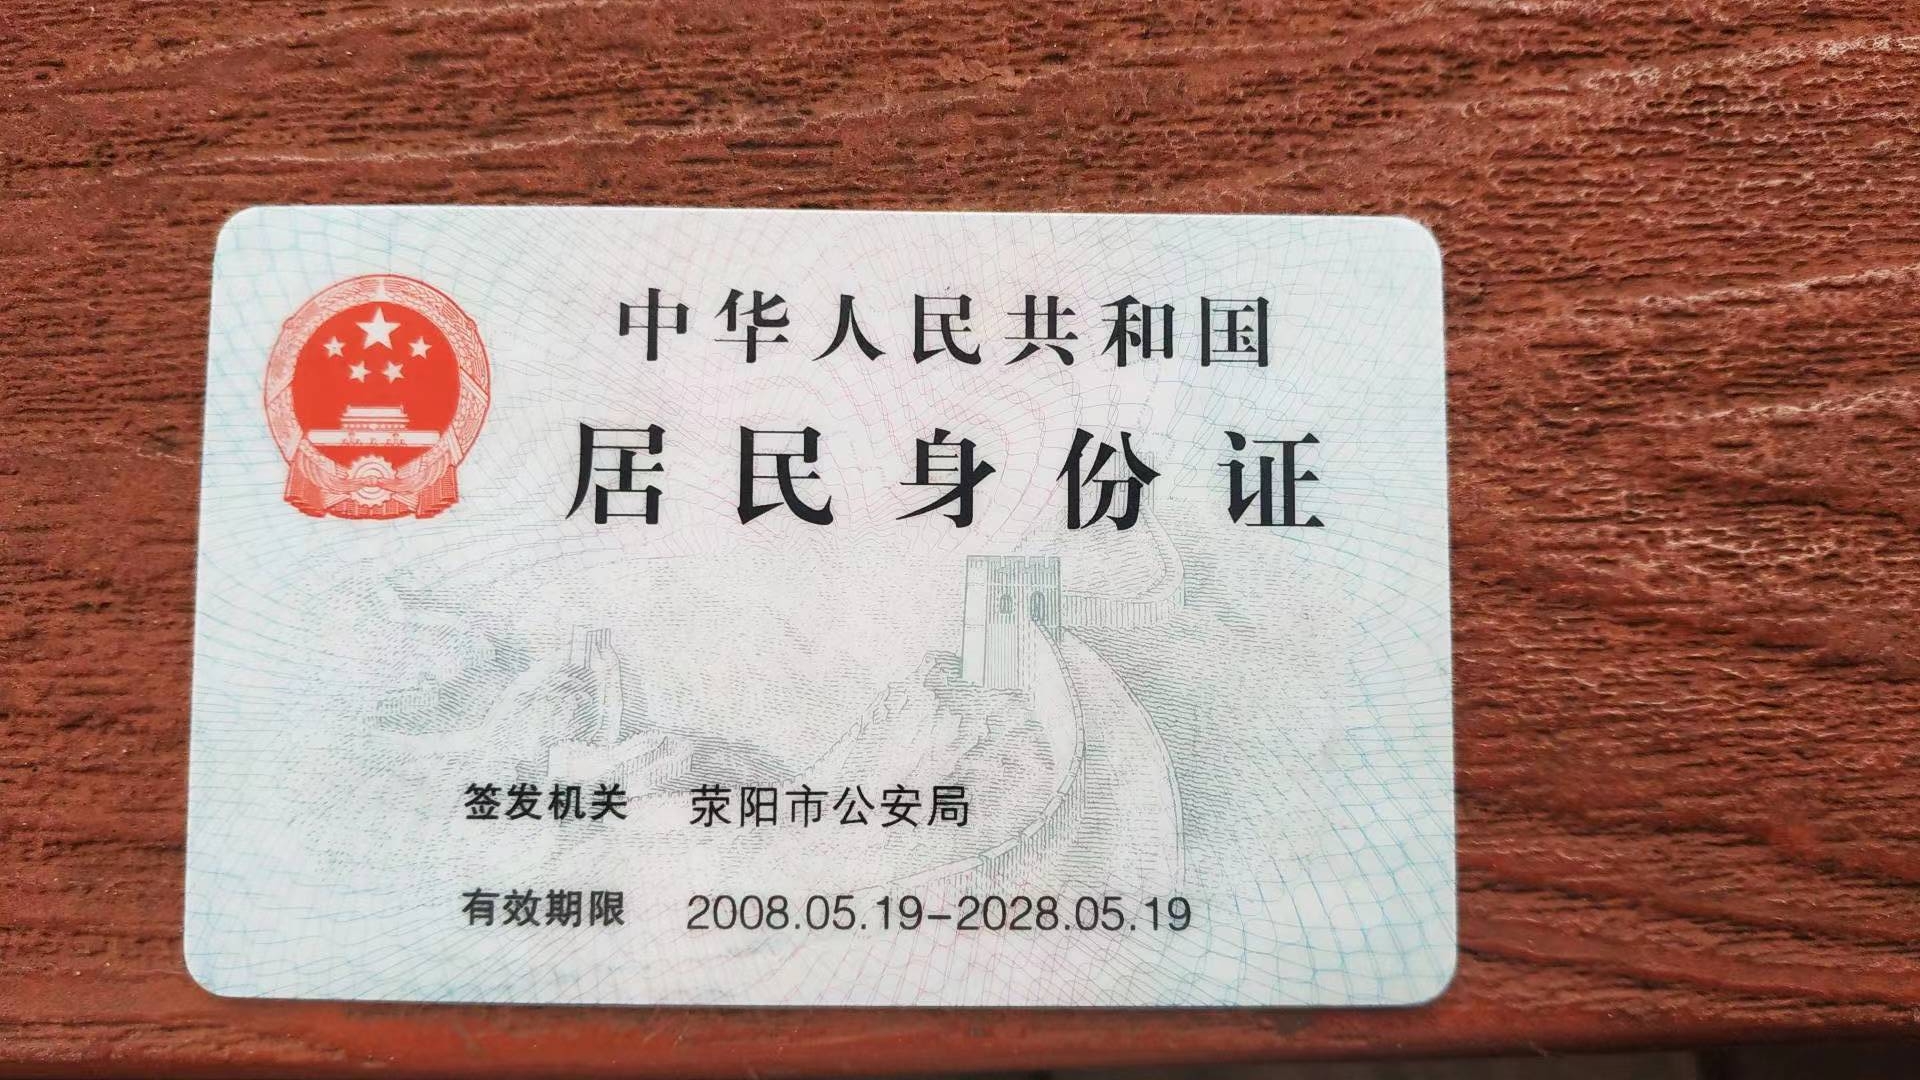 中华人民共和国
居民身份证
签发机关 荥阳市公安局
有效期限 2008.05.19-2028.05.19